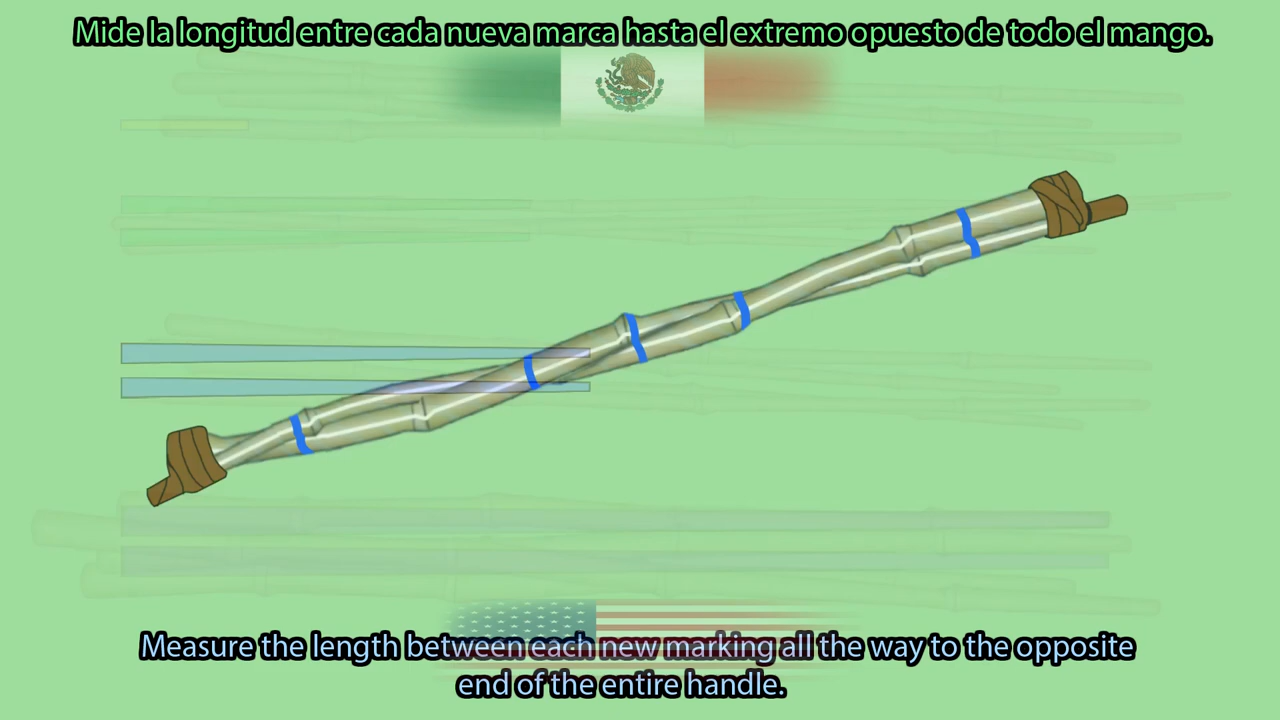 Mide la longitud entre cada nueva marca hasta el extremo opuesto de todo el mango.
Measure the length between each new marking all the way to the opposite
end of the entire handle.